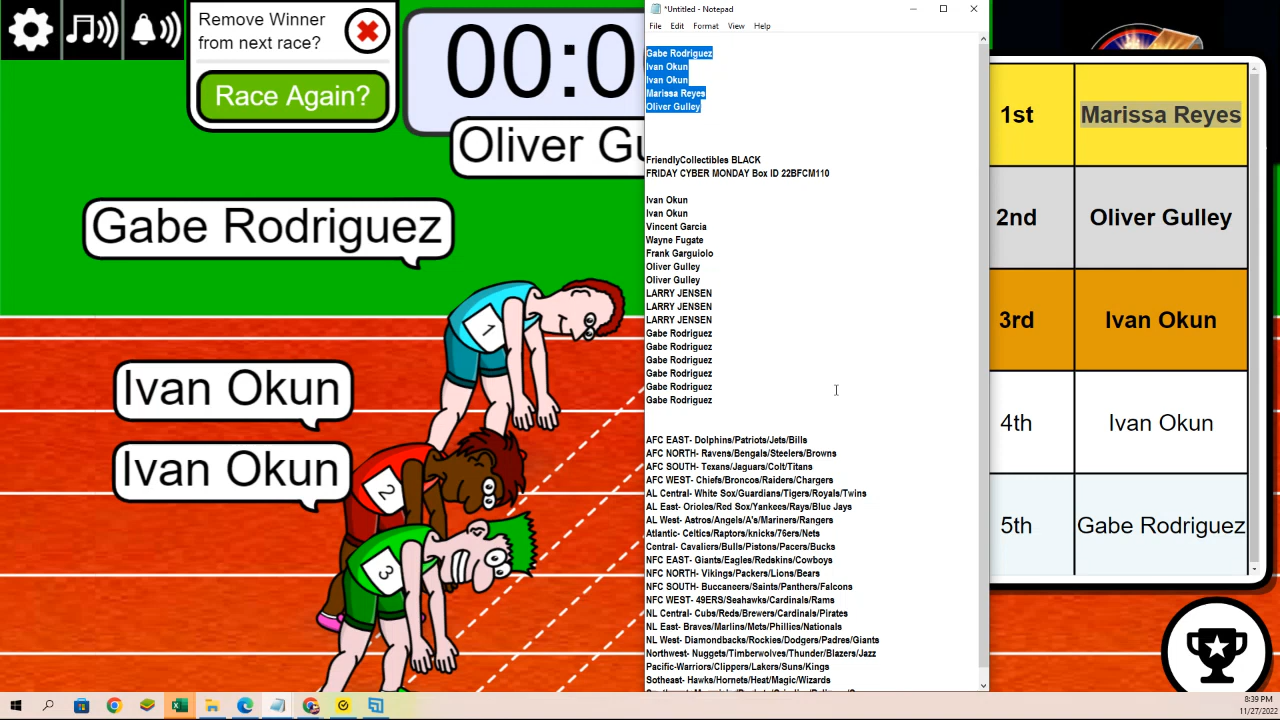 Remove Winner
from next race?
Race Again?
00:0
Oliver Gu
Gabe Rodriguez
Ivan Okun
Ivan Okun
1
2
3
*Untitled - Notepad
File Edit Format View Help
Gabe Rodriguez
Ivan Okun
Ivan Okun
Marissa Reyes
Oliver Gulley
FriendlyCollectibles BLACK
FRIDAY CYBER MONDAY Box ID 22BFCM110
Ivan Okun
Ivan Okun
Vincent Garcia
Wayne Fugate
Frank Garguiolo
Oliver Gulley
Oliver Gulley
LARRY JENSEN
LARRY JENSEN
LARRY JENSEN
Gabe Rodriguez
Gabe Rodriguez
Gabe Rodriguez
Gabe Rodriguez
Gabe Rodriguez
Gabe Rodriguez
AFC EAST- Dolphins/Patriots/Jets/Bills
AFC NORTH- Ravens/Bengals/Steelers/Browns
AFC SOUTH- Texans/Jaguars/Colt/Titans
AFC WEST- Chiefs/Broncos/Raiders/Chargers
AL Central- White Sox/Guardians/Tigers/Royals/Twins
AL East- Orioles/Red Sox/Yankees/Rays/Blue Jays
AL West- Astros/Angels/A's/Mariners/Rangers
Atlantic- Celtics/Raptors/knicks/76ers/Nets
Central- Cavaliers/Bulls/Pistons/Pacers/Bucks
NFC EAST- Giants/Eagles/Redskins/Cowboys
NFC NORTH- Vikings/Packers/Lions/Bears
NFC SOUTH- Buccaneers/Saints/Panthers/Falcons
NFC WEST- 49ERS/Seahawks/Cardinals/Rams
NL Central- Cubs/Reds/Brewers/Cardinals/Pirates
NL East- Braves/Marlins/Mets/Phillies/Nationals
NL West- Diamondbacks/Rockies/Dodgers/Padres/Giants
Northwest- Nuggets/Timberwolves/Thunder/Blazers/Jazz
Pacific-Warriors/Clippers/Lakers/Suns/Kings
Sotheast- Hawks/Hornets/Heat/Magic/Wizards
1st Marissa Reyes
2nd Oliver Gulley
3rd Ivan Okun
4th Ivan Okun
5th Gabe Rodriguez
8:39 PM
11/27/2022